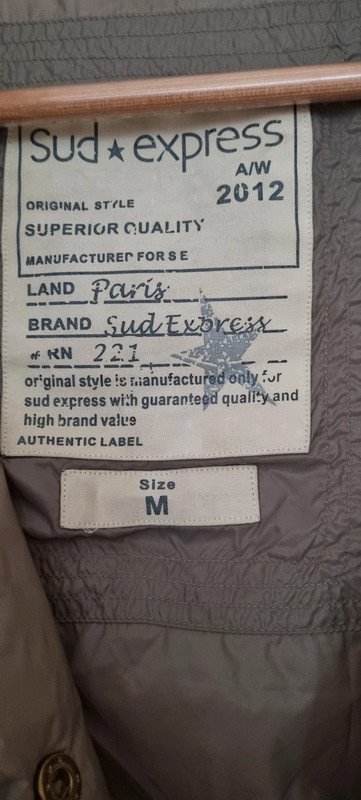 Sud★express
A/W
2012
ORIGINAL STYLE
SUPERIOR QUALITY
MANUFACTURED FOR S E
LAND Paris
BRAND Sud Express
# RN 221
original style is manufactured only for
sud express with guaranteed quality and
high brand value
AUTHENTIC LABEL
Size
M